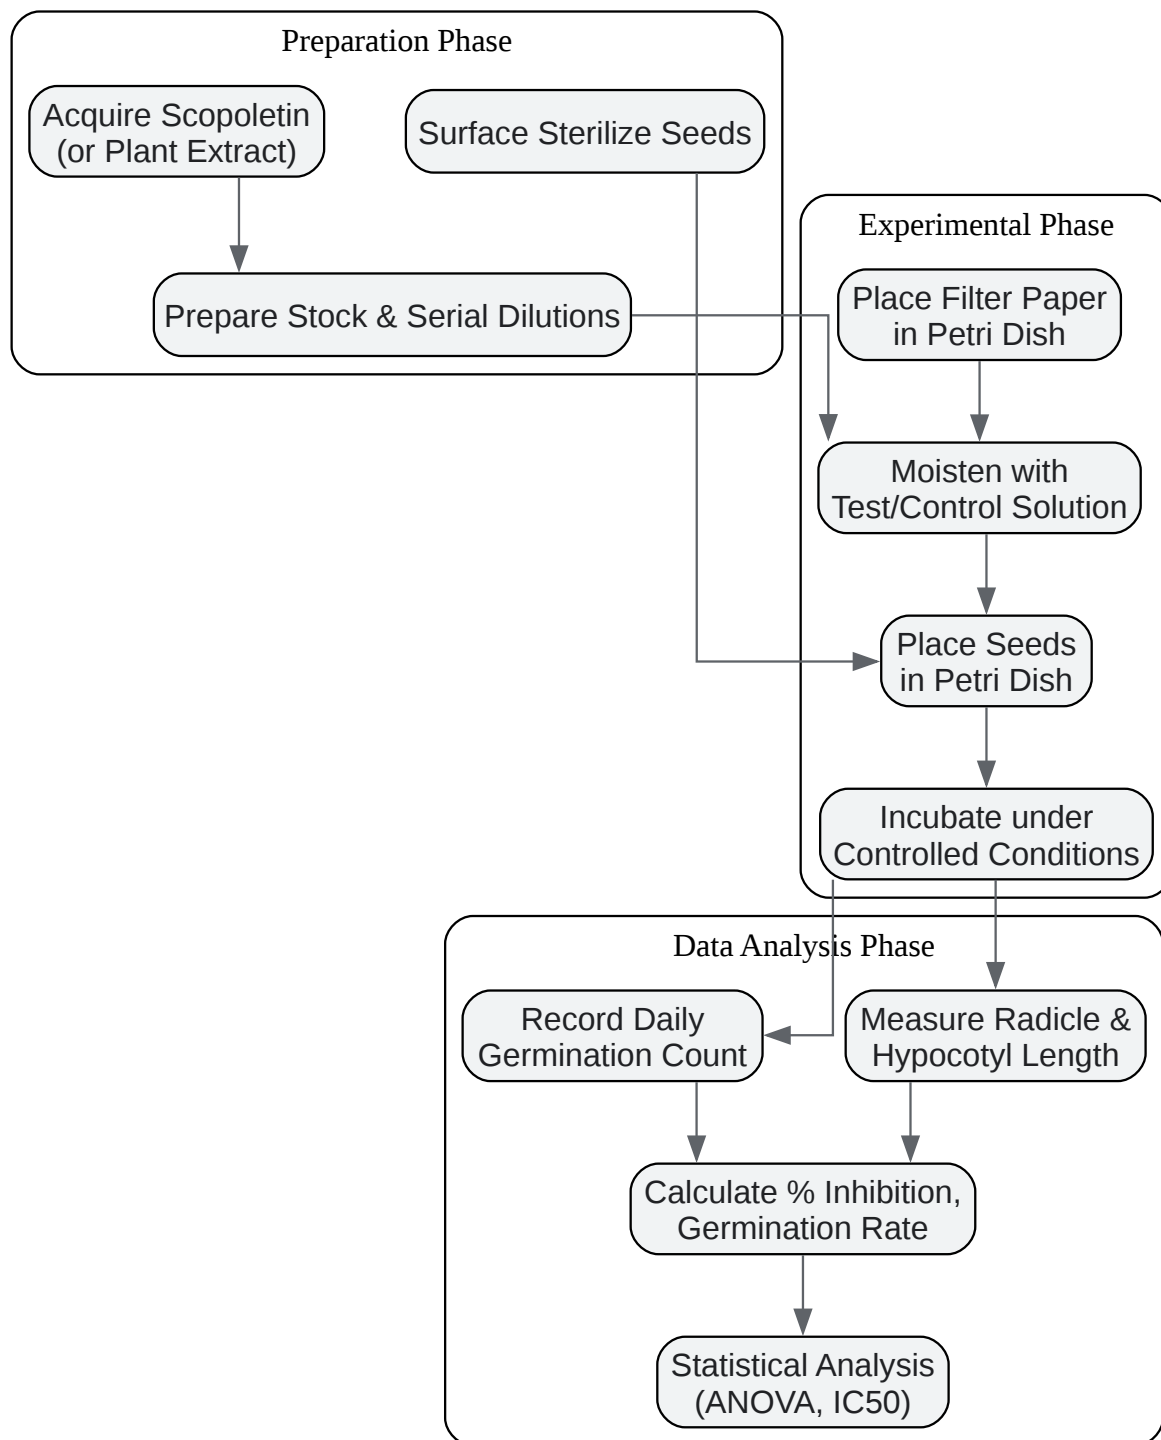 Preparation Phase
Acquire Scopoletin
(or Plant Extract)
Surface Sterilize Seeds
Prepare Stock & Serial Dilutions
Experimental Phase
Place Filter Paper
in Petri Dish
Moisten with
Test/Control Solution
Place Seeds
in Petri Dish
Incubate under
Controlled Conditions
Data Analysis Phase
Record Daily
Germination Count
Measure Radicle &
Hypocotyl Length
Calculate % Inhibition,
Germination Rate
Statistical Analysis
(ANOVA, IC50)